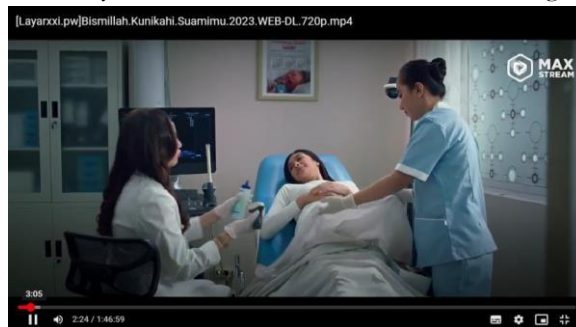 [Layarxxi.pw]Bismillah.Kunikahi.Suamimu.2023.WEB-DL.720p.mp4
MAX
STREAM
3:05
2:24 / 1:46:59